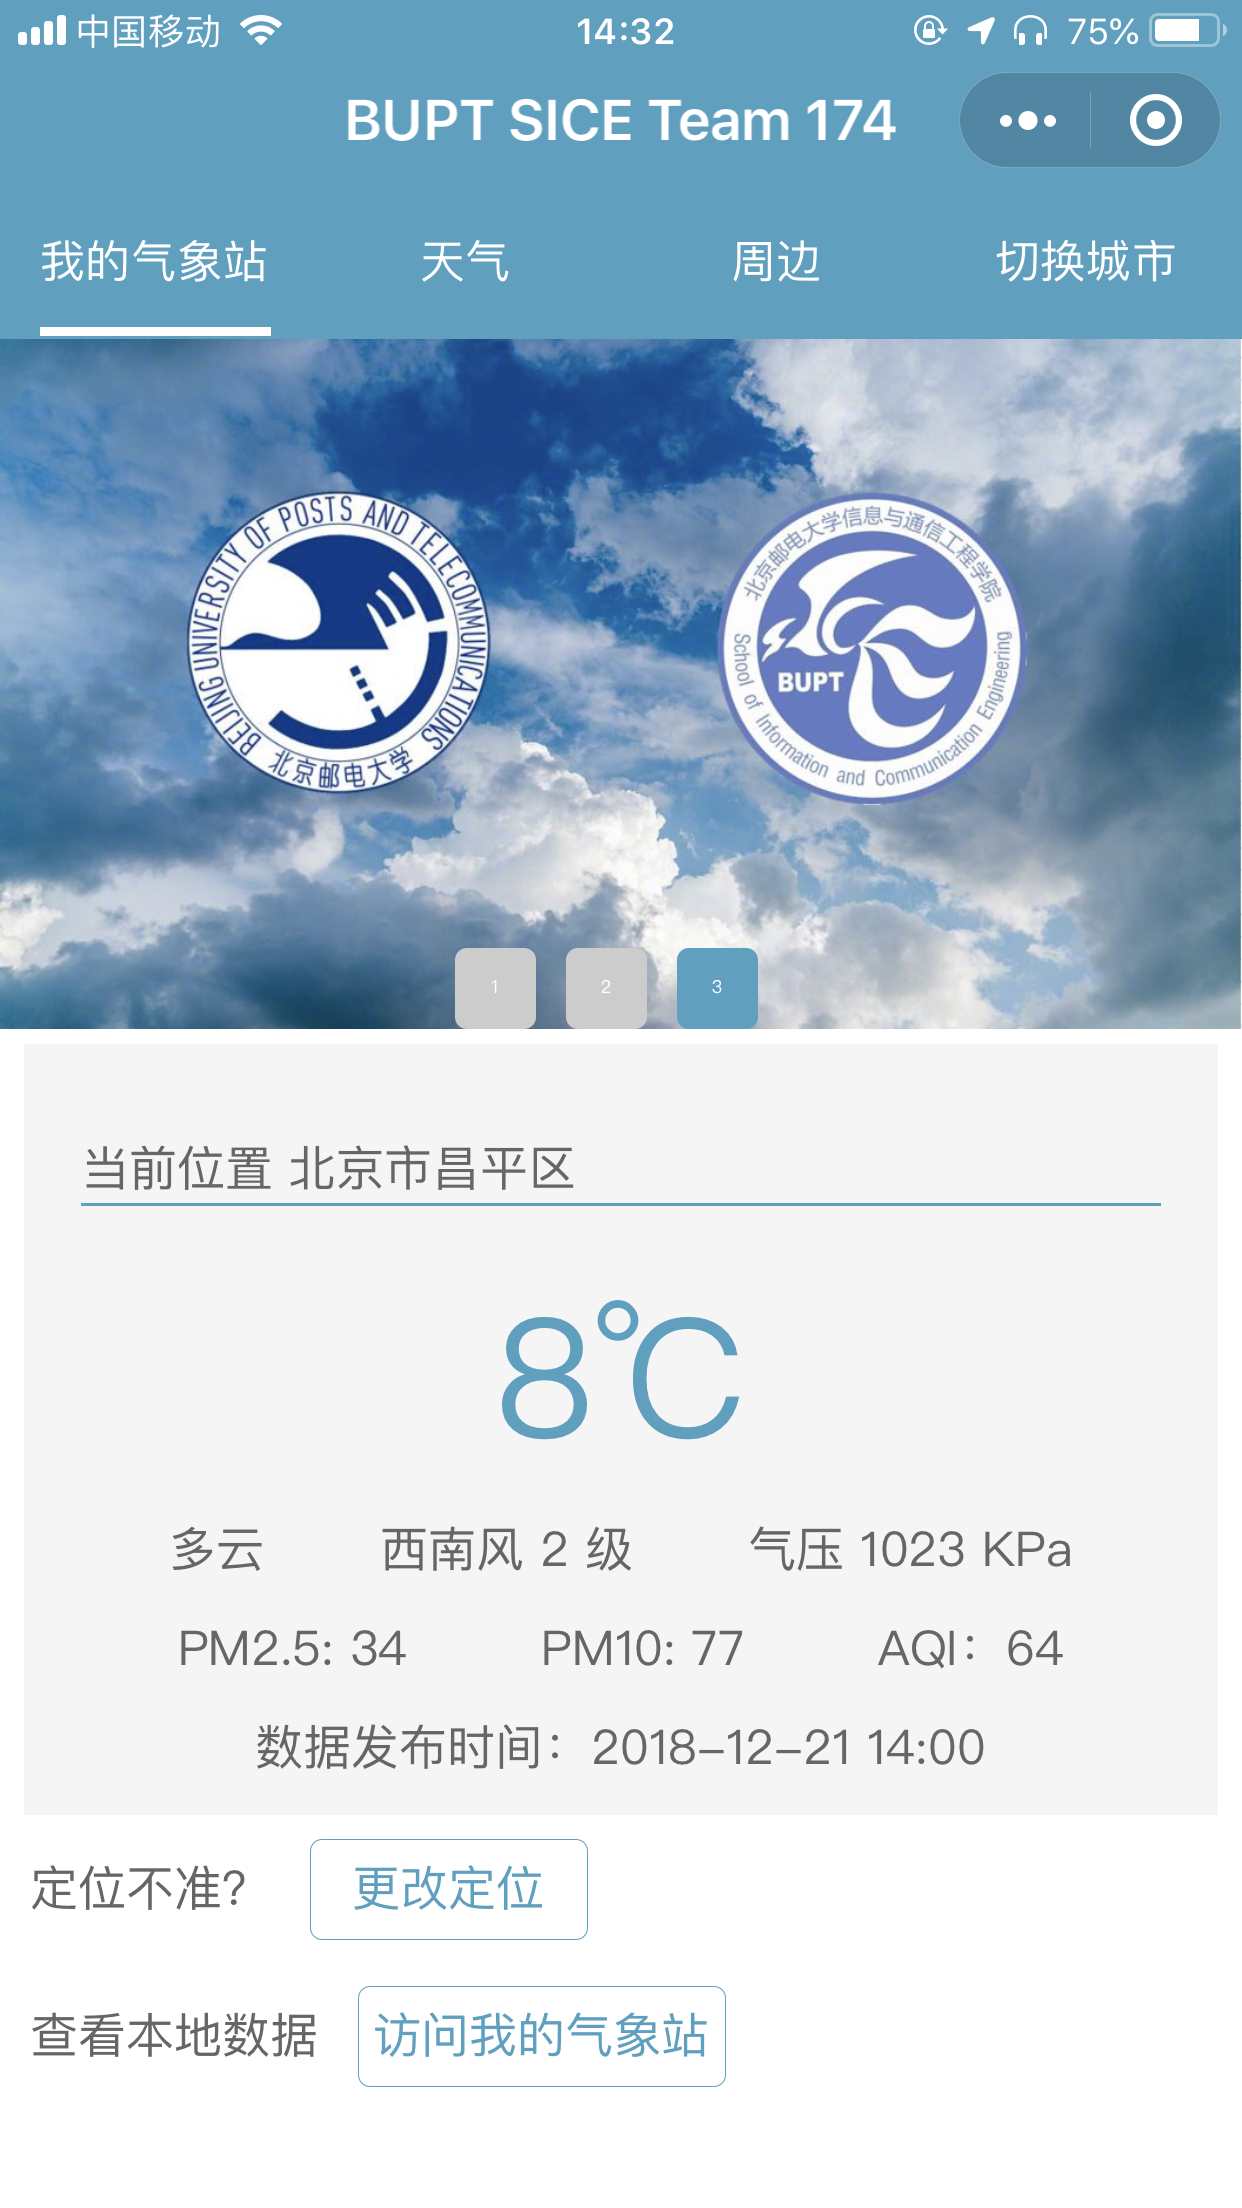 中国移动 14:32 75%
BUPT SICE Team 174
我的气象站 天气 周边 切换城市
BEIJING UNIVERSITY OF POSTS AND TELECOMMUNICATIONS
北京邮电大学
北京邮电大学信息与通信工程学院
BUPT
School of Information and Communication Engineering
1 2 3
当前位置 北京市昌平区
8℃
多云 西南风 2 级 气压 1023 KPa
PM2.5: 34 PM10: 77 AQI：64
数据发布时间：2018-12-21 14:00
定位不准? 更改定位
查看本地数据 访问我的气象站